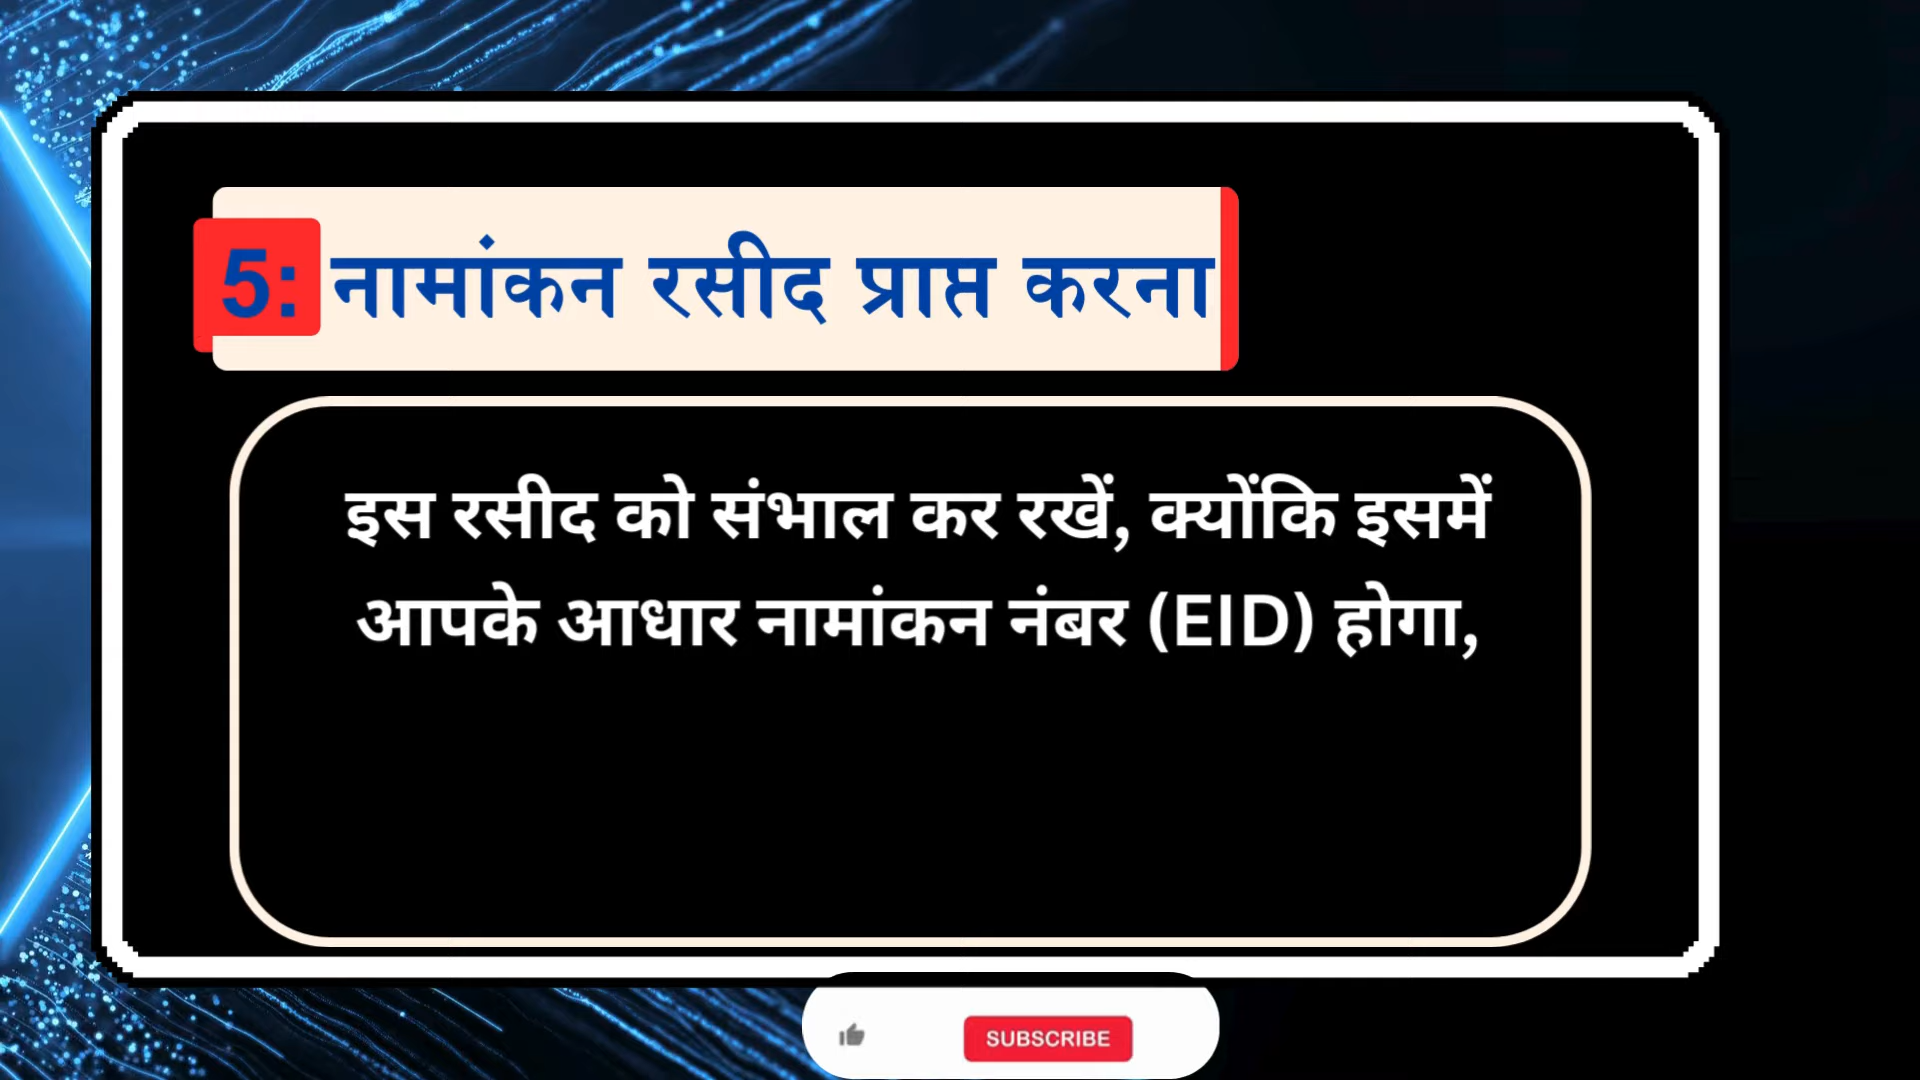 5: नामांकन रसीद प्राप्त करना
इस रसीद को संभाल कर रखें, क्योंकि इसमें
आपके आधार नामांकन नंबर (EID) होगा,
SUBSCRIBE